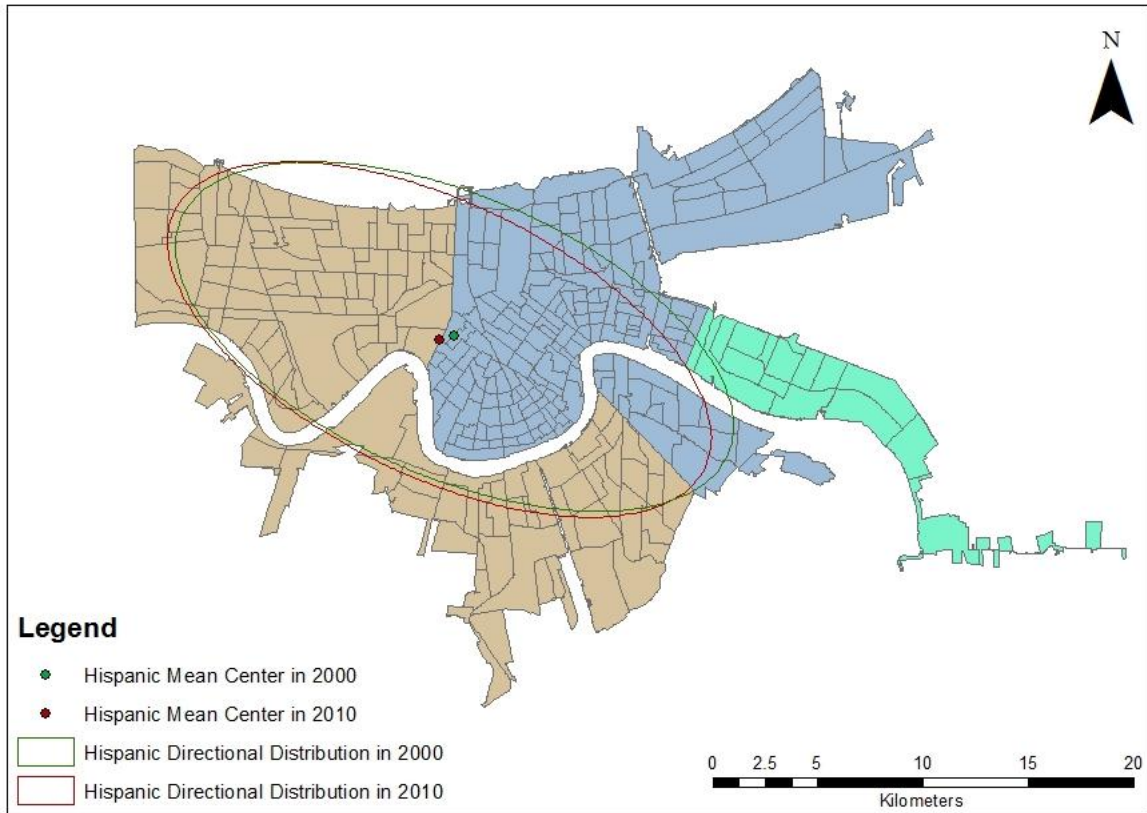 N
Legend
Hispanic Mean Center in 2000
Hispanic Mean Center in 2010
Hispanic Directional Distribution in 2000
Hispanic Directional Distribution in 2010
0 2.5 5 10 15 20
Kilometers